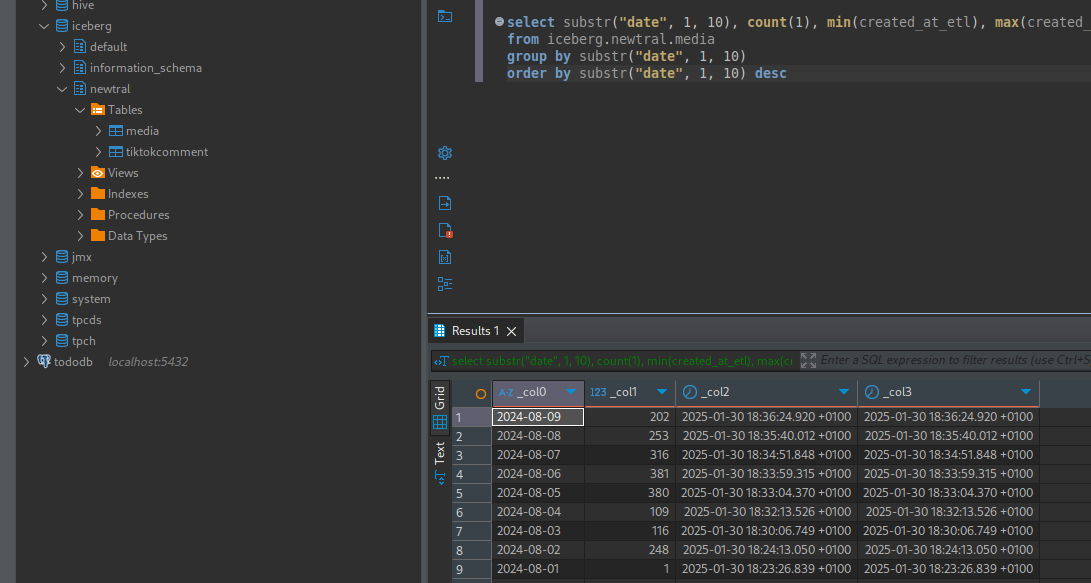 hive
iceberg
default
information_schema
newtral
Tables
media
tiktokcomment
Views
Indexes
Procedures
Data Types
jmx
memory
system
tpcds
tpch
tododb localhost:5432
select substr("date", 1, 10), count(1), min(created_at_etl), max(created_
from iceberg.newtral.media
group by substr("date", 1, 10)
order by substr("date", 1, 10) desc
Results 1
select substr("date", 1, 10), count(1), min(created_at_etl), max(cr Enter a SQL expression to filter results (use Ctrl+S
Grid
Text
A-Z _col0 123 _col1 _col2 _col3
1 2024-08-09 202 2025-01-30 18:36:24.920 +0100 2025-01-30 18:36:24.920 +0100
2 2024-08-08 253 2025-01-30 18:35:40.012 +0100 2025-01-30 18:35:40.012 +0100
3 2024-08-07 316 2025-01-30 18:34:51.848 +0100 2025-01-30 18:34:51.848 +0100
4 2024-08-06 381 2025-01-30 18:33:59.315 +0100 2025-01-30 18:33:59.315 +0100
5 2024-08-05 380 2025-01-30 18:33:04.370 +0100 2025-01-30 18:33:04.370 +0100
6 2024-08-04 109 2025-01-30 18:32:13.526 +0100 2025-01-30 18:32:13.526 +0100
7 2024-08-03 116 2025-01-30 18:30:06.749 +0100 2025-01-30 18:30:06.749 +0100
8 2024-08-02 248 2025-01-30 18:24:13.050 +0100 2025-01-30 18:24:13.050 +0100
9 2024-08-01 1 2025-01-30 18:23:26.839 +0100 2025-01-30 18:23:26.839 +0100